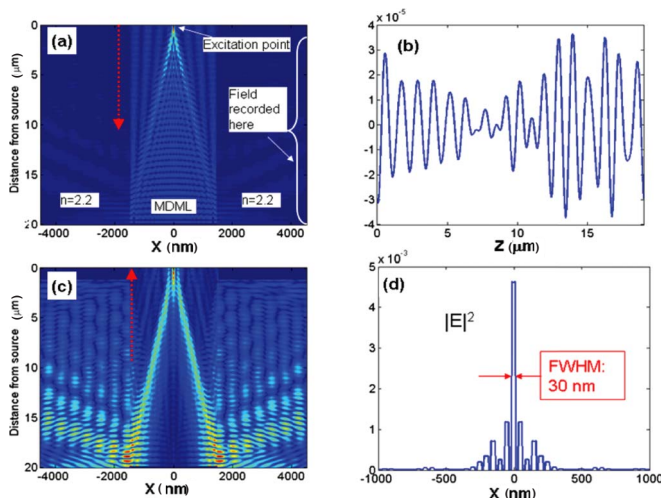 (a)
Excitation point
Field
recorded
here
n=2.2
MDML
n=2.2
0
5
10
15
20
Distance from source (μm)
-4000 -2000 0 2000 4000
X (nm)
x 10⁻⁵
(b)
4
3
2
1
0
-1
-2
-3
-4
0 5 10 15
Z (μm)
(c)
0
5
10
15
20
Distance from source (μm)
-4000 -2000 0 2000 4000
X (nm)
x 10⁻³
(d)
5
4
3
2
1
0
|E|²
FWHM:
30 nm
-1000 -500 0 500 1000
X (nm)